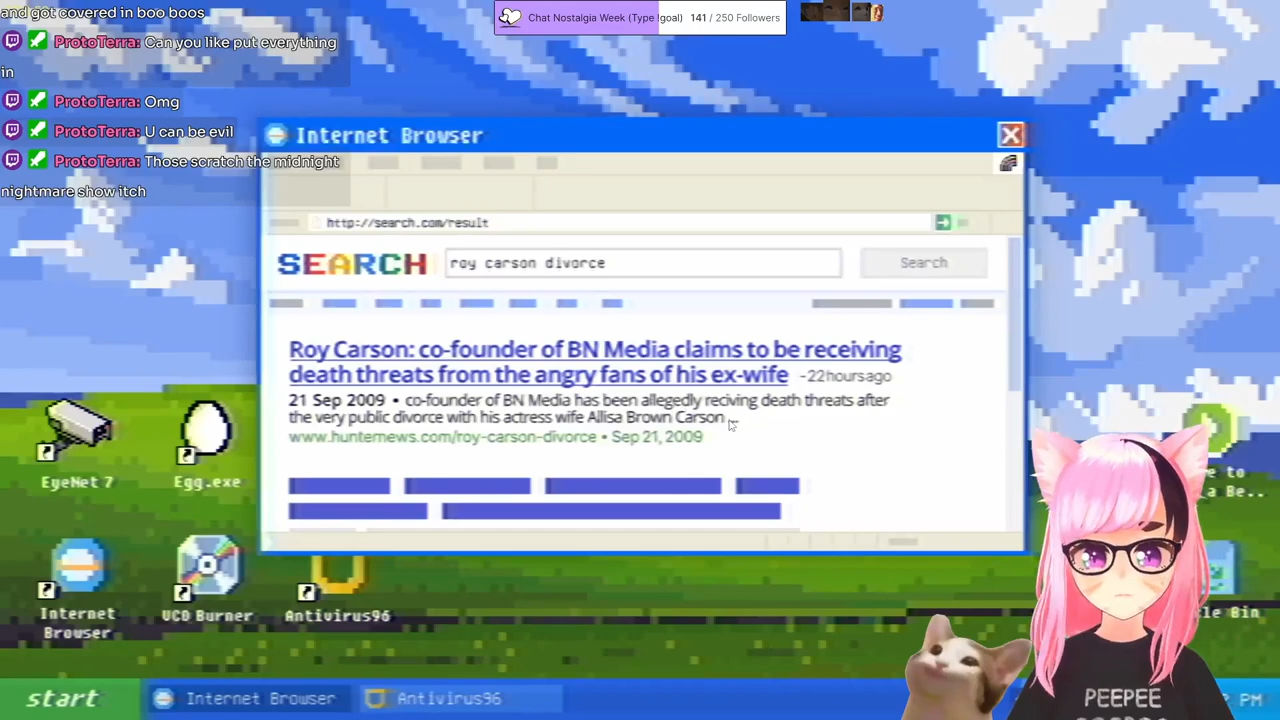 and got covered in boo boos
Chat Nostalgia Week (Type !goal) 141 / 250 Followers
ProtoTerra: Can you like put everything
in
ProtoTerra: Omg
ProtoTerra: U can be evil
ProtoTerra: Those scratch the midnight
nightmare show itch
Internet Browser
http://search.com/result
SEARCH
roy carson divorce
Search
Roy Carson: co-founder of BN Media claims to be receiving
death threats from the angry fans of his ex-wife -22hours ago
21 Sep 2009 • co-founder of BN Media has been allegedly reciving death threats after
the very public divorce with his actress wife Allisa Brown Carson
www.hunternews.com/roy-carson-divorce • Sep 21, 2009
EyeNet 7
Egg.exe
Internet
Browser
UCD Burner
Antivirus96
e to
a Be..
le Bin
start
Internet Browser
Antivirus96
PM
PEEPEE